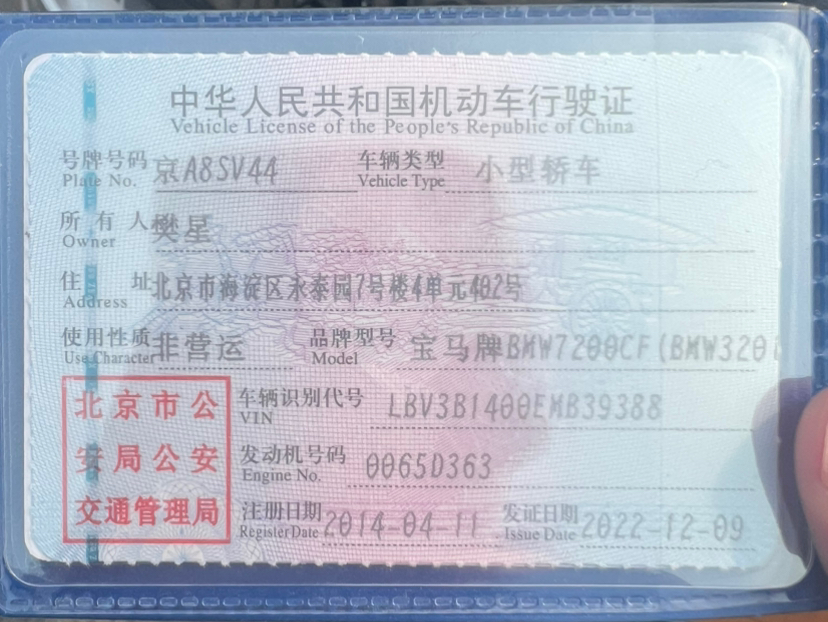 中华人民共和国机动车行驶证
Vehicle License of the People's Republic of China
号牌号码 京A8SV44 车辆类型 小型轿车
Plate No. Vehicle Type
所有人 樊星
Owner
住址 北京市海淀区永泰园7号楼4单元402号
Address
使用性质 非营运 品牌型号 宝马牌BMW7200CF(BMW320
Use Character Model
北京市公 车辆识别代号 LBV3B1400EMB39388
VIN
安局公安 发动机号码 0065D363
Engine No.
交通管理局 注册日期 2014-04-11 发证日期 2022-12-09
Register Date Issue Date